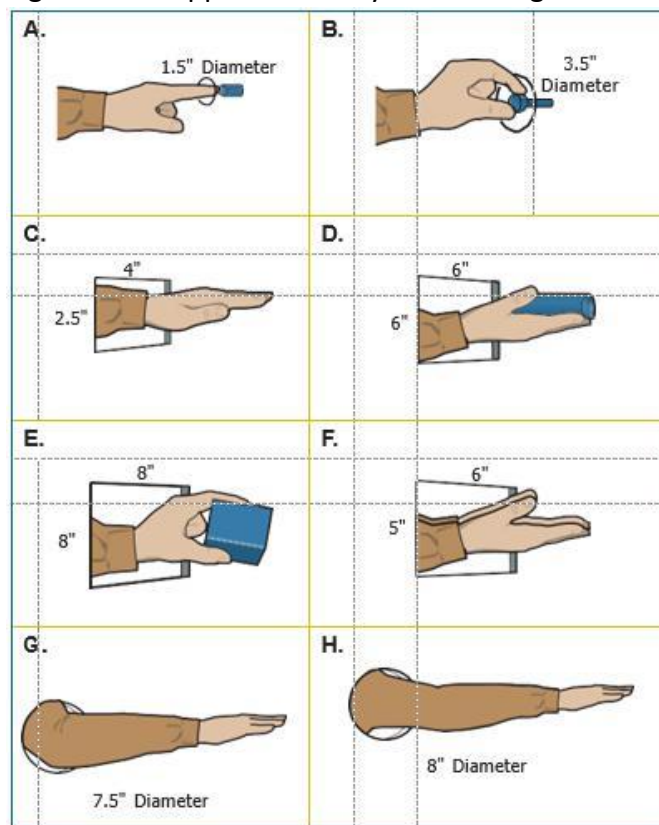 A.
1.5" Diameter
B.
3.5"
Diameter
C.
4"
2.5"
D.
6"
6"
E.
8"
8"
F.
6"
5"
G.
7.5" Diameter
H.
8" Diameter